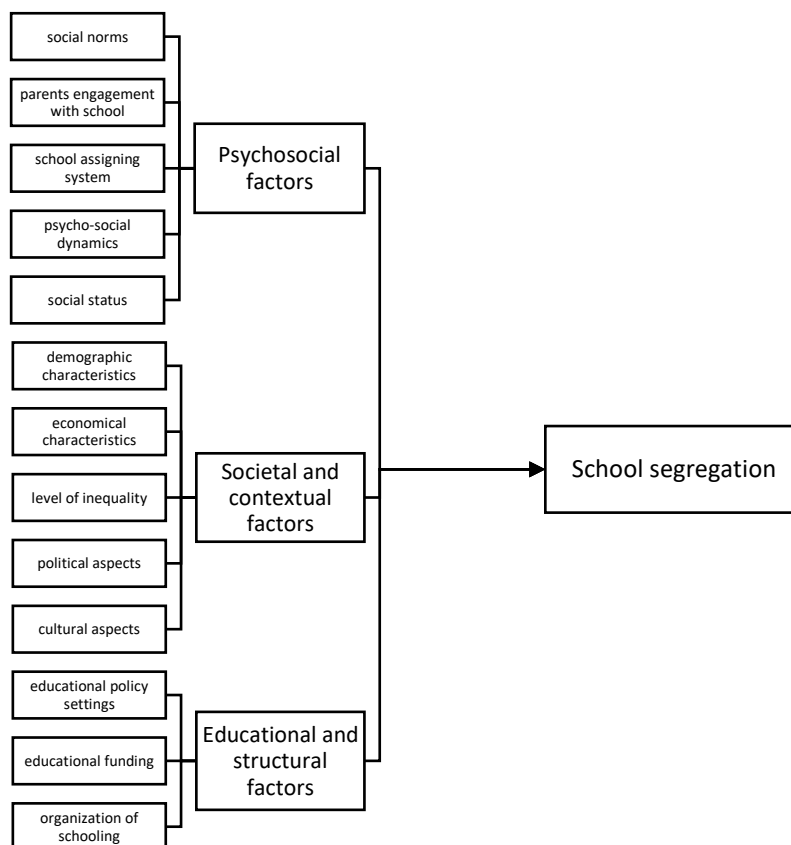 social norms
parents engagement
with school
school assigning
system
psycho-social
dynamics
social status
Psychosocial
factors
demographic
characteristics
economical
characteristics
level of inequality
political aspects
cultural aspects
Societal and
contextual
factors
educational policy
settings
educational funding
organization of
schooling
Educational and
structural
factors
School segregation